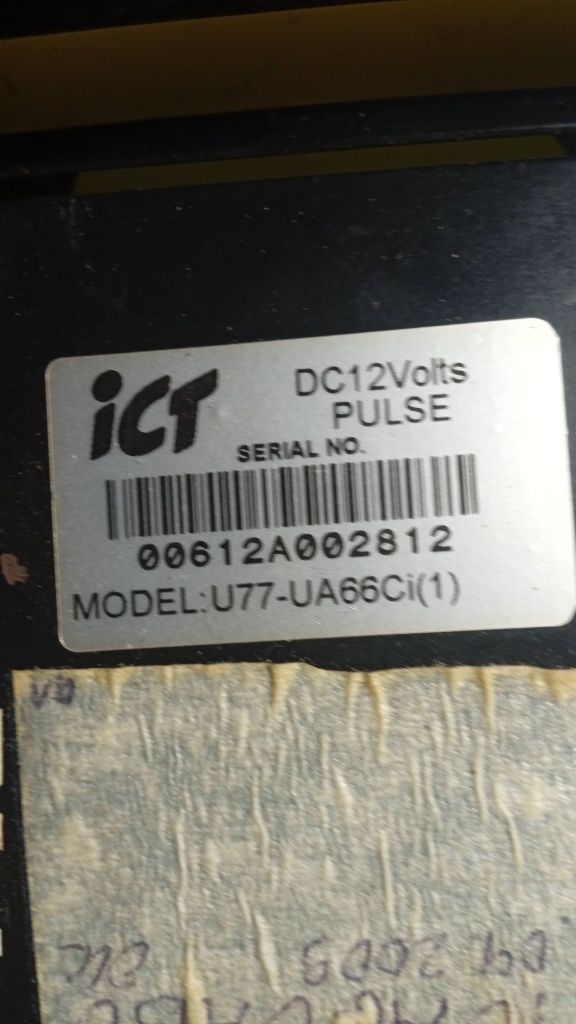 iCT
DC12Volts
PULSE
SERIAL NO.
00612A002812
MODEL:U77-UA66Ci(1)